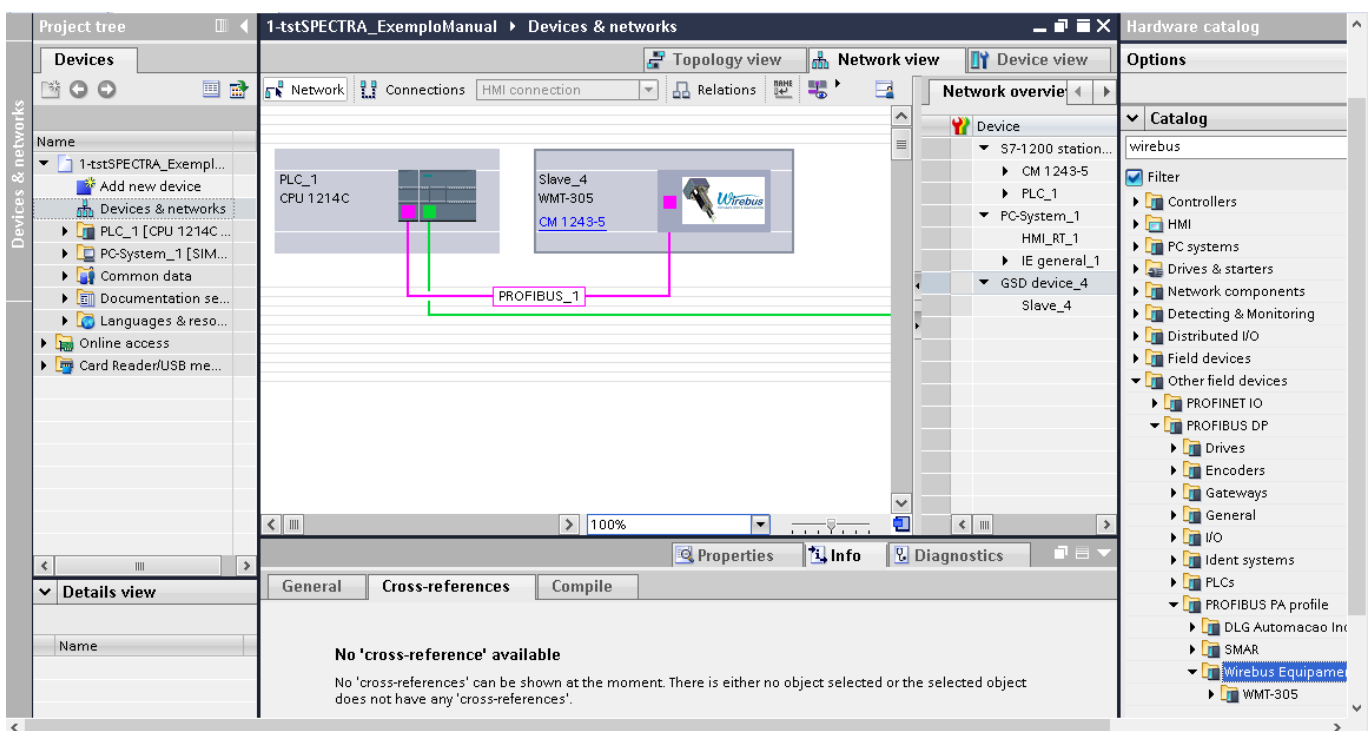 Project tree
1-tstSPECTRA_ExemploManual Devices & networks
Hardware catalog
Devices
Topology view
Network view
Device view
Options
Network
Connections
HMI connection
Relations
Network overvie
Devices & networks
Name
1-tstSPECTRA_Exempl...
Add new device
Devices & networks
PLC_1 [CPU 1214C ...
PC-System_1 [SIM...
Common data
Documentation se...
Languages & reso...
Online access
Card Reader/USB me...
PLC_1
CPU 1214C
Slave_4
WMT-305
CM 1243-5
Wirebus
PROFIBUS_1
Device
S7-1200 station...
CM 1243-5
PLC_1
PC-System_1
HMI_RT_1
IE general_1
GSD device_4
Slave_4
Catalog
wirebus
Filter
Controllers
HMI
PC systems
Drives & starters
Network components
Detecting & Monitoring
Distributed I/O
Field devices
Other field devices
PROFINET IO
PROFIBUS DP
Drives
Encoders
Gateways
General
I/O
Ident systems
PLCs
PROFIBUS PA profile
DLG Automacao Inc
SMAR
Wirebus Equipame
WMT-305
100%
Properties
Info
Diagnostics
General
Cross-references
Compile
Details view
Name
No 'cross-reference' available
No 'cross-references' can be shown at the moment. There is either no object selected or the selected object
does not have any 'cross-references'.